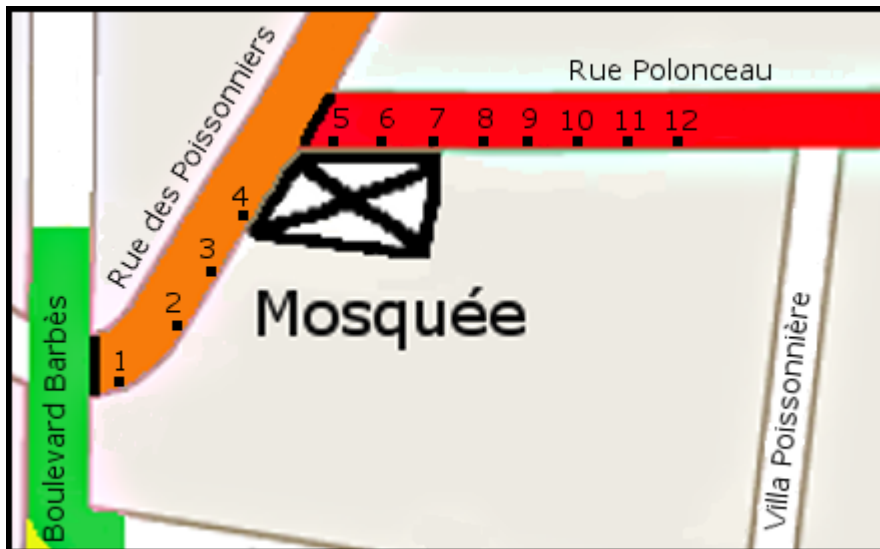 Rue des Poissonniers
Rue Polonceau
5 6 7 8 9 10 11 12
4
3
2
1
Mosquée
Boulevard Barbès
Villa Poissonnière